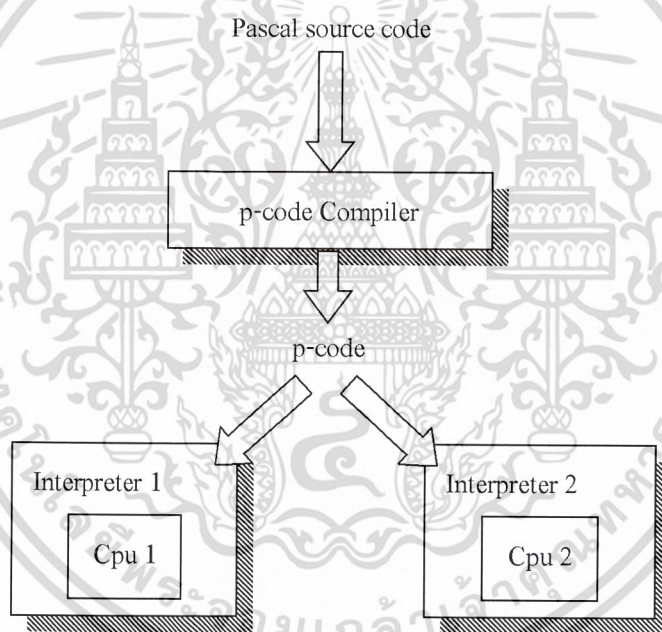 Pascal source code
p-code Compiler
p-code
Interpreter 1
Interpreter 2
Cpu 1
Cpu 2